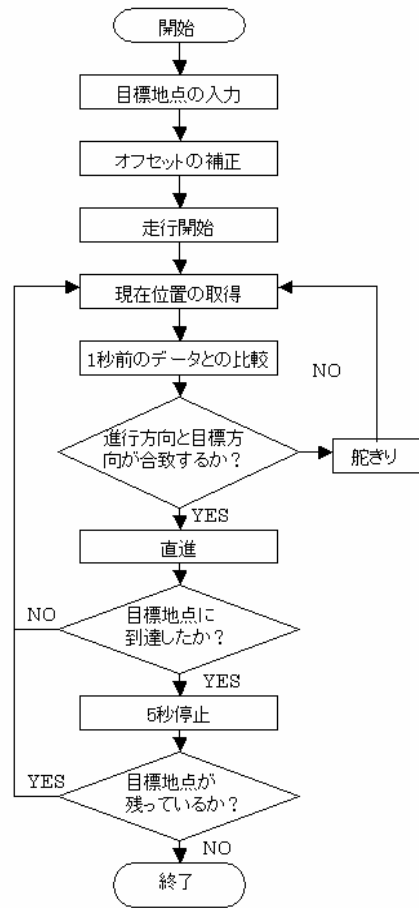 開始
目標地点の入力
オフセットの補正
走行開始
現在位置の取得
1秒前のデータとの比較
NO
進行方向と目標方
向が合致するか？
舵きり
YES
直進
NO
目標地点に
到達したか？
YES
5秒停止
YES
目標地点が
残っているか？
NO
終了